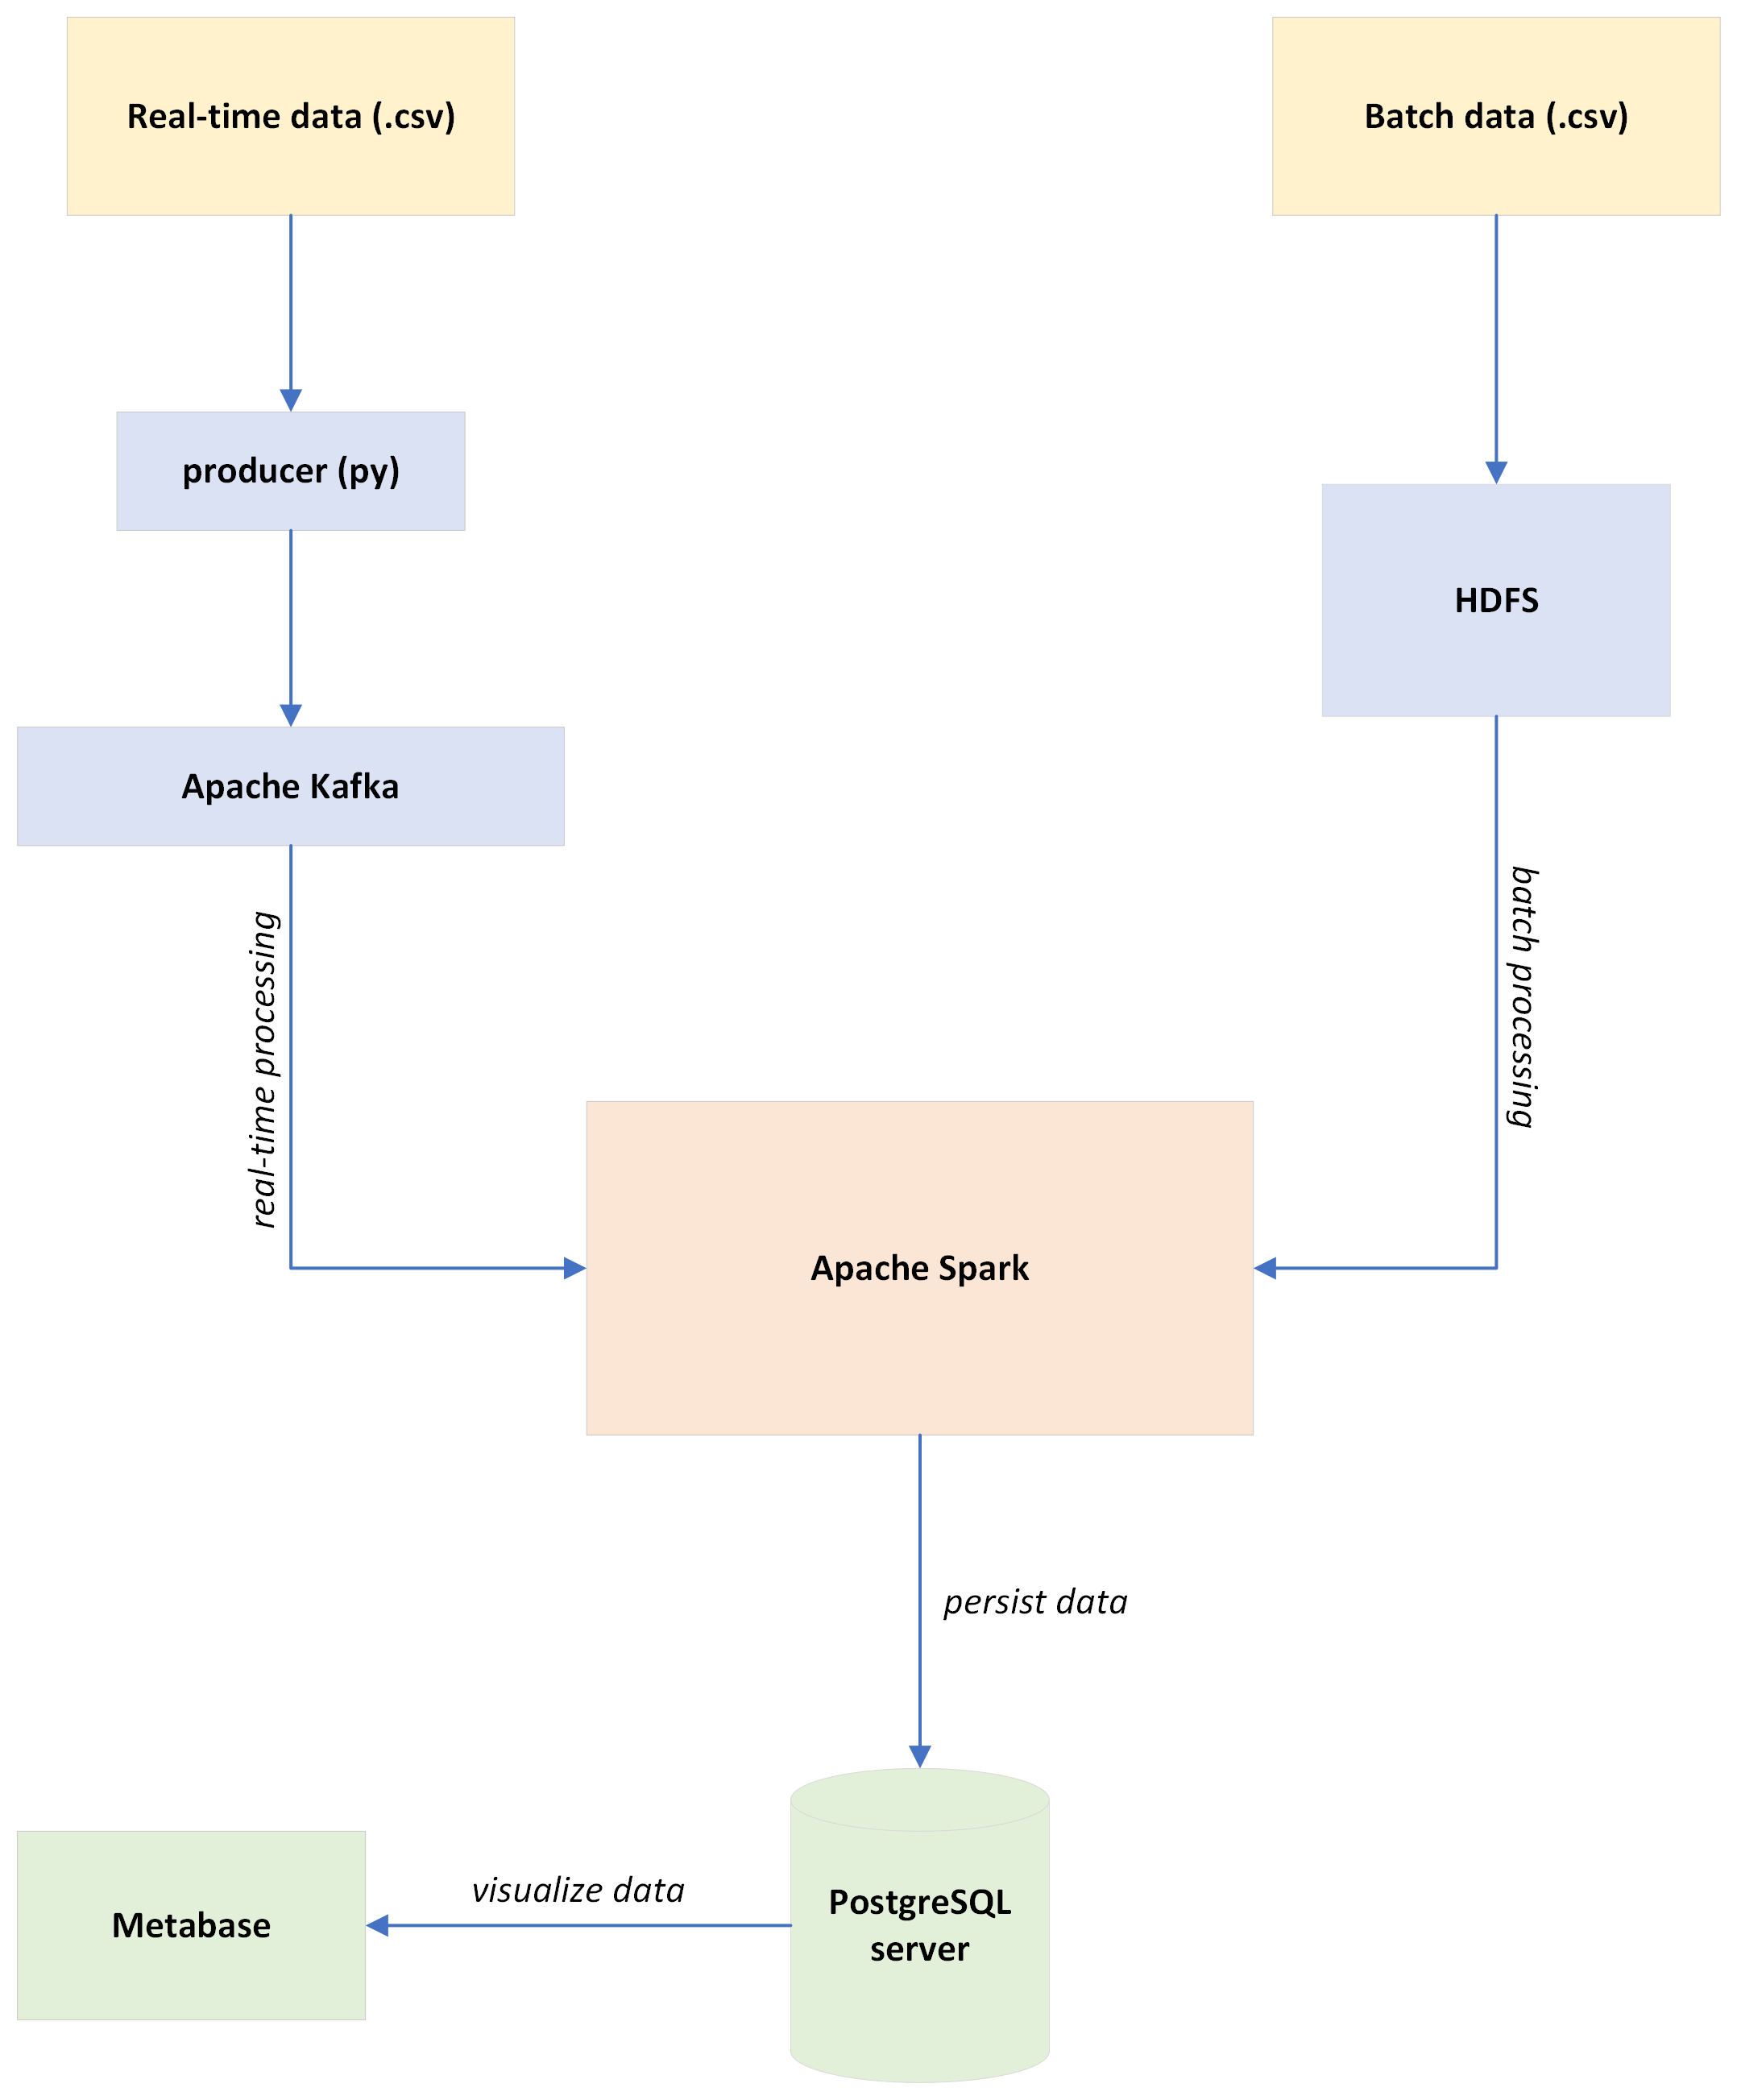 Real-time data (.csv)
Batch data (.csv)
producer (py)
HDFS
Apache Kafka
real-time processing
batch processing
Apache Spark
persist data
PostgreSQL
server
visualize data
Metabase